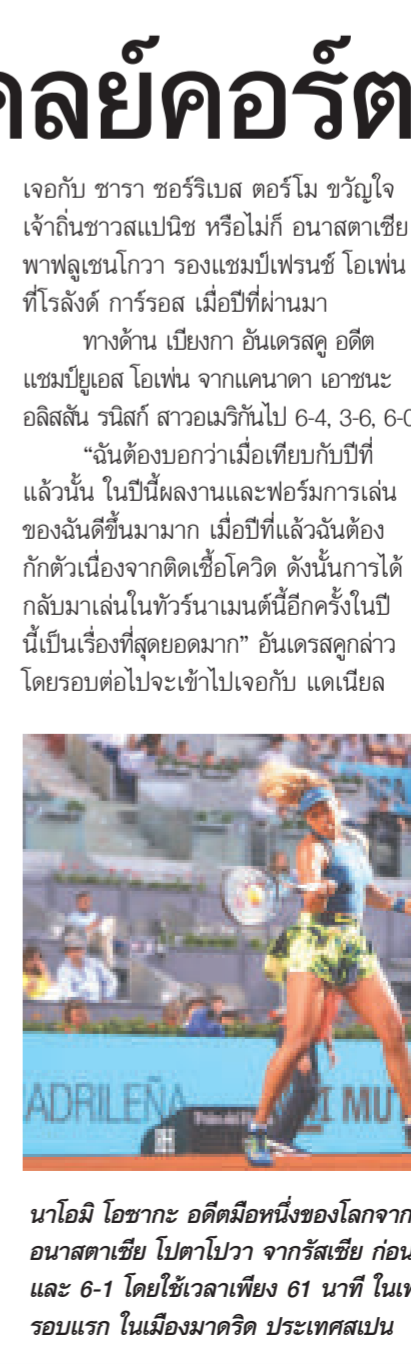 คลย์คอร์ต
เจอกับ ซารา ซอร์ริเบส ตอร์โม ขวัญใจ
เจ้าถิ่นชาวสแปนิช หรือไม่ก็ อนาสตาเซีย
พาฟลูเชนโกวา รองแชมป์เฟรนช์ โอเพ่น
ที่โรลังด์ การ์รอส เมื่อปีที่ผ่านมา
ทางด้าน เบียงกา อันเดรสคู อดีต
แชมป์ยูเอส โอเพ่น จากแคนาดา เอาชนะ
อลิสสัน รนิสก์ สาวอเมริกันไป 6-4, 3-6, 6-0
“ฉันต้องบอกว่าเมื่อเทียบกับปีที่
แล้วนั้น ในปีนี้ผลงานและฟอร์มการเล่น
ของฉันดีขึ้นมามาก เมื่อปีที่แล้วฉันต้อง
กักตัวเนื่องจากติดเชื้อโควิด ดังนั้นการได้
กลับมาเล่นในทัวร์นาเมนต์นี้อีกครั้งในปี
นี้เป็นเรื่องที่สุดยอดมาก” อันเดรสคูกล่าว
โดยรอบต่อไปจะเข้าไปเจอกับ แดเนียล
ADRILEÑA MUT
นาโอมิ โอซากะ อดีตมือหนึ่งของโลกจาก
อนาสตาเซีย โปตาโปวา จากรัสเซีย ก่อน
และ 6-1 โดยใช้เวลาเพียง 61 นาที ในเ
รอบแรก ในเมืองมาดริด ประเทศสเปน